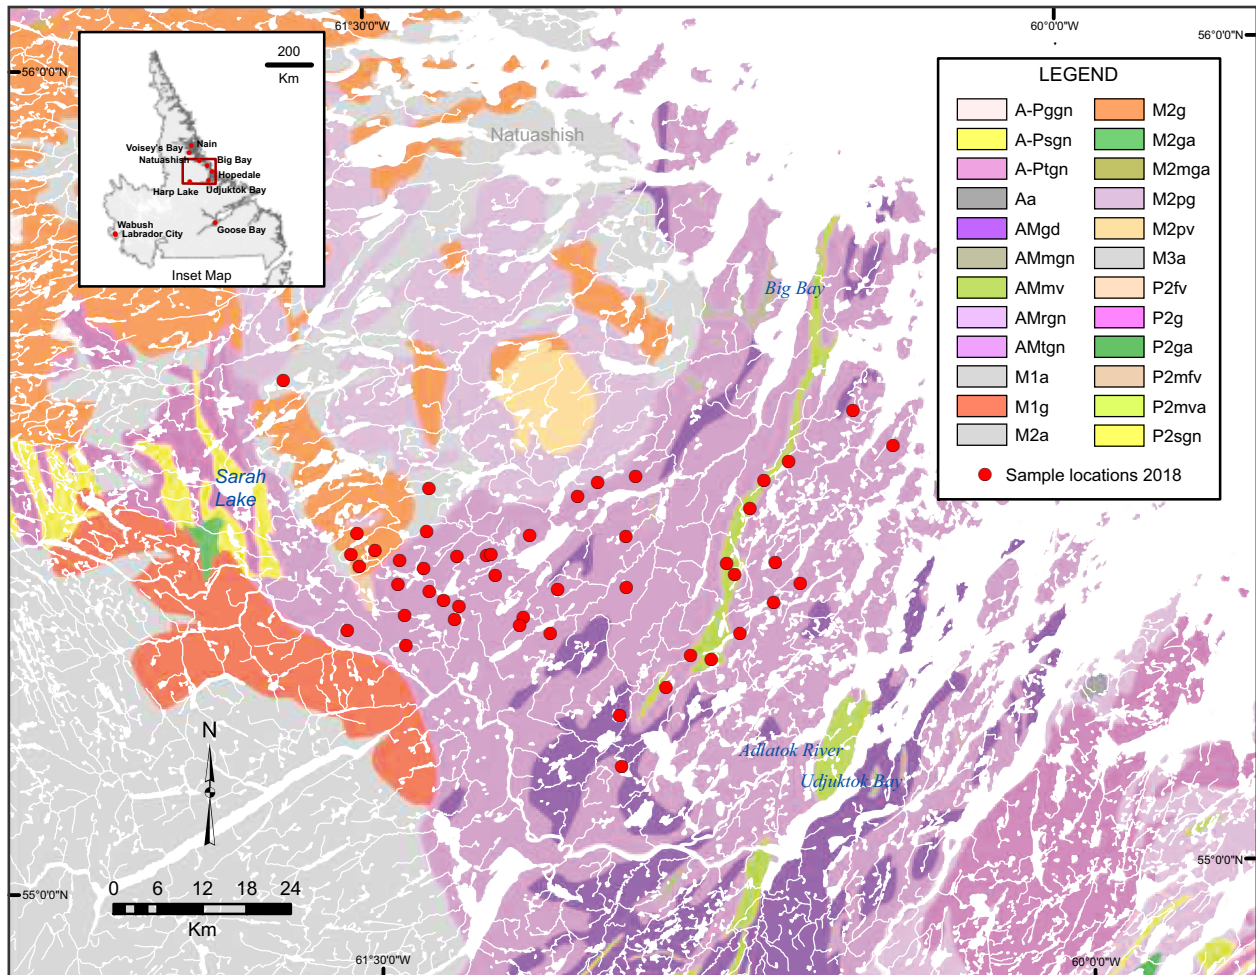 61°30'0"W
60°0'0"W
56°0'0"N
56°0'0"N
200
Km
Nain
Voisey's Bay
Natuashish
Big Bay
Hopedale
Harp Lake
Udjuktok Bay
Wabush
Labrador City
Goose Bay
Inset Map
Natuashish
LEGEND
A-Pggn
A-Psgn
A-Ptgn
Aa
AMgd
AMmgn
AMmv
AMrgn
AMtgn
M1a
M1g
M2a
M2g
M2ga
M2mga
M2pg
M2pv
M3a
P2fv
P2g
P2ga
P2mfv
P2mva
P2sgn
Sample locations 2018
Big Bay
Sarah
Lake
N
Adlatok River
Udjuktok Bay
0 6 12 18 24
Km
55°0'0"N
55°0'0"N
61°30'0"W
60°0'0"W